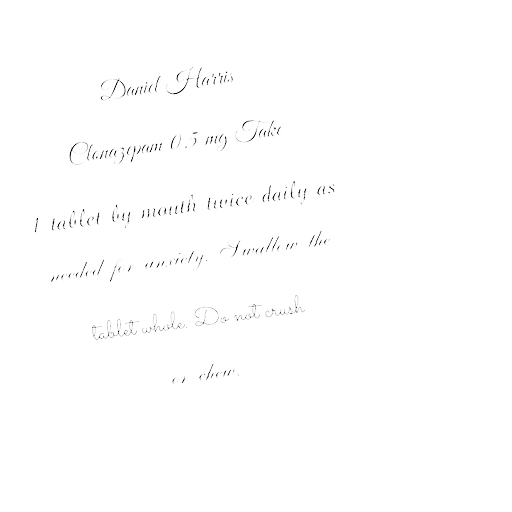 Daniel Harris
Clonazepam 0.5 mg Take
1 tablet by mouth twice daily as
needed for anxiety. Swallow the
tablet whole. Do not crush
or chew.